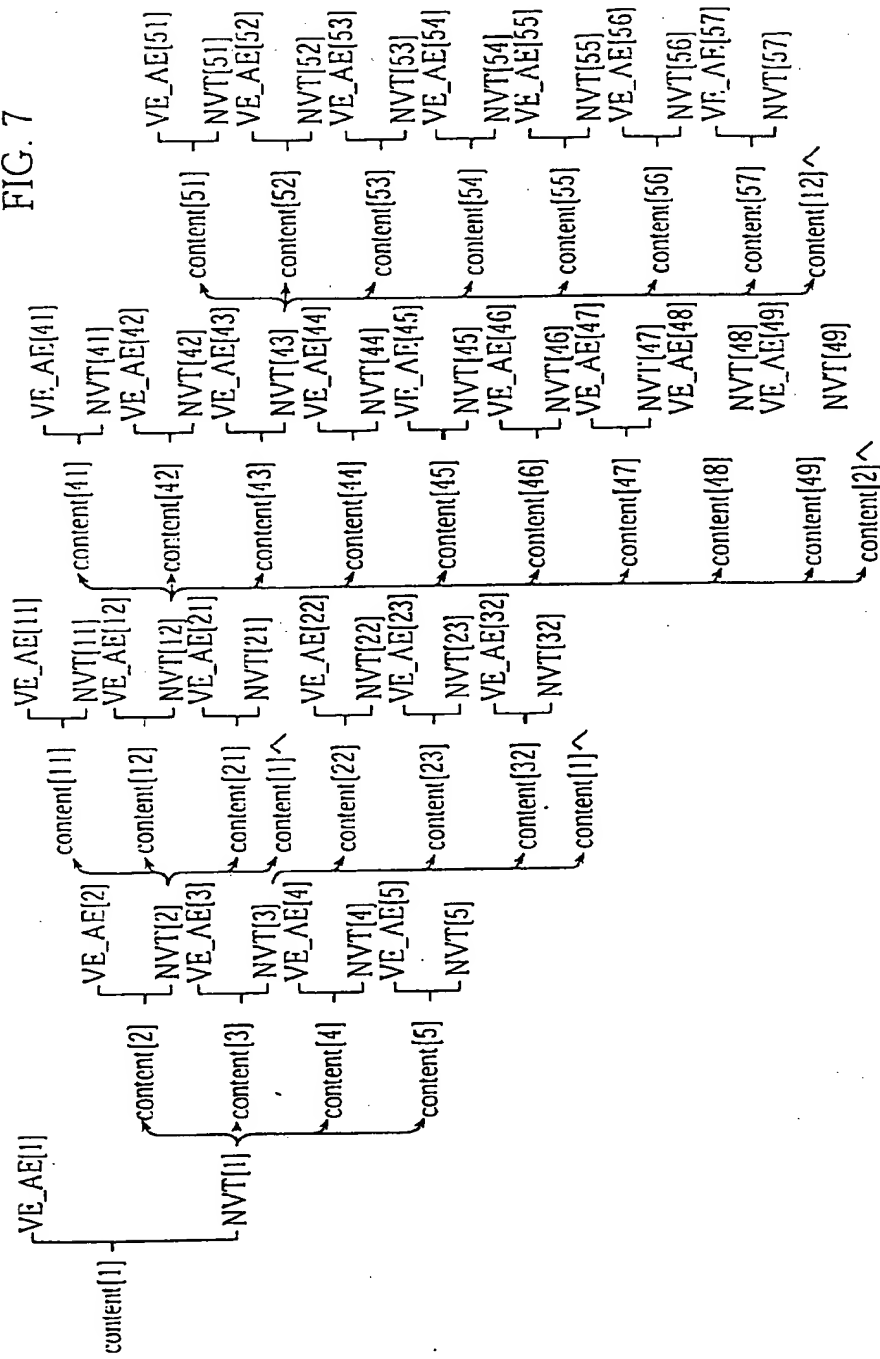 FIG. 7
content[1]
VE_AE[1]
NVT[1]
content[2]
content[3]
content[4]
content[5]
VE_AE[2]
NVT[2]
VE_AE[3]
NVT[3]
VE_AE[4]
NVT[4]
VE_AE[5]
NVT[5]
content[11]
content[12]
content[21]
content[1]^
content[22]
content[23]
content[32]
content[1]^
VE_AE[11]
NVT[11]
VE_AE[12]
NVT[12]
VE_AE[21]
NVT[21]
VE_AE[22]
NVT[22]
VE_AE[23]
NVT[23]
VE_AE[32]
NVT[32]
content[41]
content[42]
content[43]
content[44]
content[45]
content[46]
content[47]
content[48]
content[49]
content[2]^
VE_AE[41]
NVT[41]
VE_AE[42]
NVT[42]
VE_AE[43]
NVT[43]
VE_AE[44]
NVT[44]
VE_AE[45]
NVT[45]
VE_AE[46]
NVT[46]
VE_AE[47]
NVT[47]
VE_AE[48]
NVT[48]
VE_AE[49]
NVT[49]
content[51]
content[52]
content[53]
content[54]
content[55]
content[56]
content[57]
content[12]^
VE_AE[51]
NVT[51]
VE_AE[52]
NVT[52]
VE_AE[53]
NVT[53]
VE_AE[54]
NVT[54]
VE_AE[55]
NVT[55]
VE_AE[56]
NVT[56]
VE_AE[57]
NVT[57]